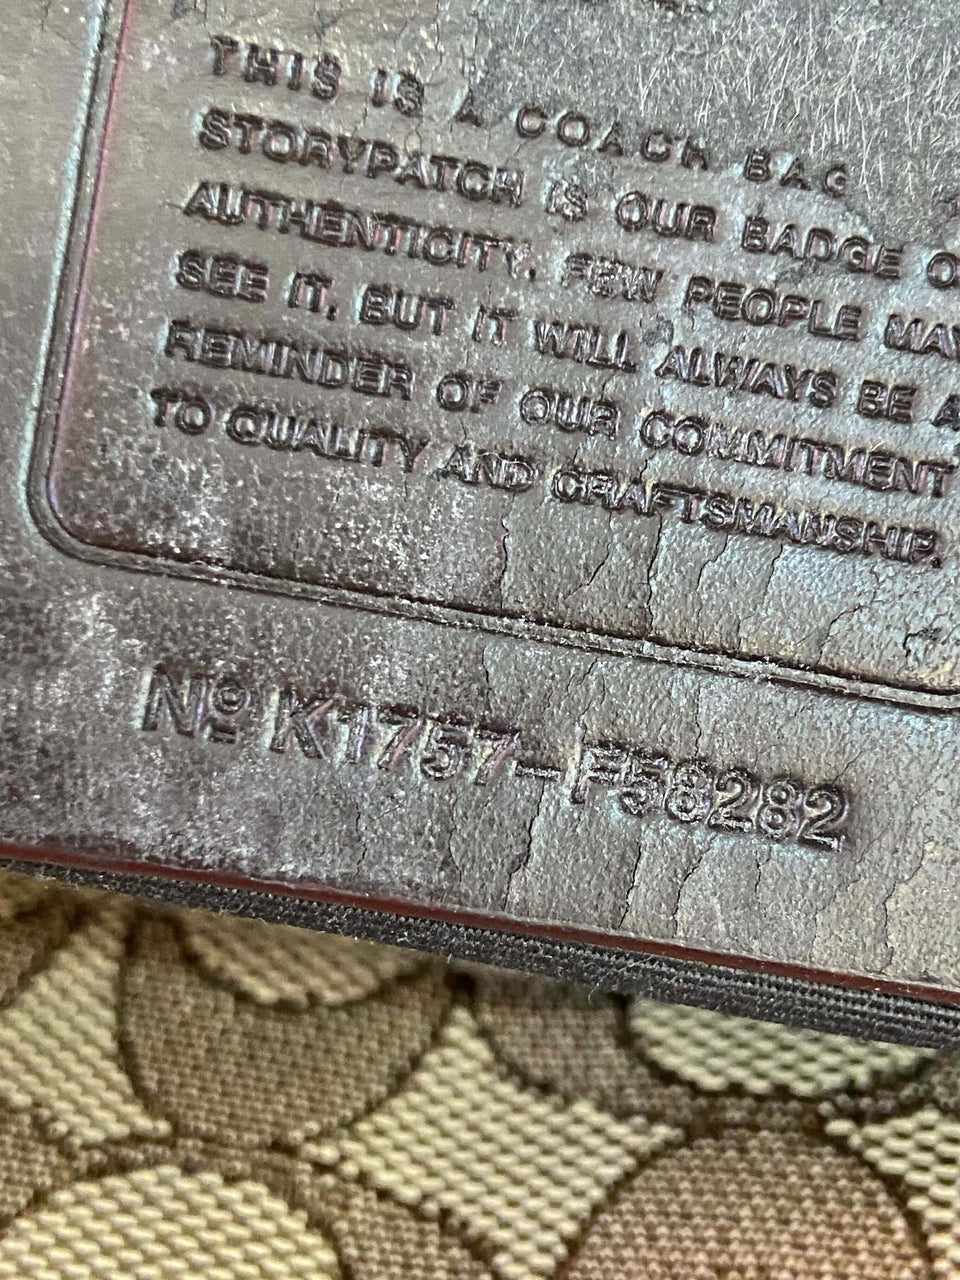 THIS IS A COACH BAG
STORYPATCH IS OUR BADGE O
AUTHENTICITY. FEW PEOPLE MAY
SEE IT, BUT IT WILL ALWAYS BE A
REMINDER OF OUR COMMITMENT
TO QUALITY AND CRAFTSMANSHIP.
Nº K1757-F58282